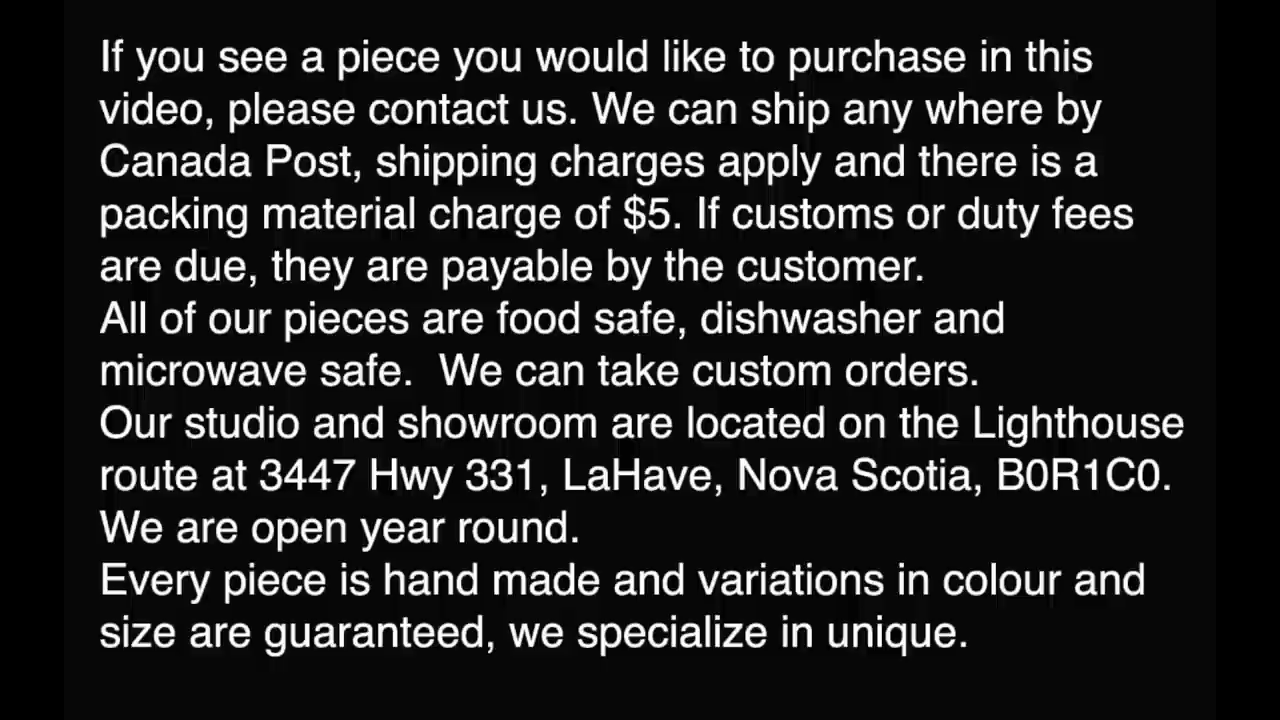 If you see a piece you would like to purchase in this
video, please contact us. We can ship any where by
Canada Post, shipping charges apply and there is a
packing material charge of $5. If customs or duty fees
are due, they are payable by the customer.
All of our pieces are food safe, dishwasher and
microwave safe.  We can take custom orders.
Our studio and showroom are located on the Lighthouse
route at 3447 Hwy 331, LaHave, Nova Scotia, B0R1C0.
We are open year round.
Every piece is hand made and variations in colour and
size are guaranteed, we specialize in unique.